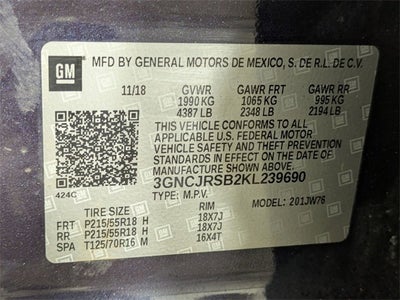 GM
MFD BY GENERAL MOTORS DE MEXICO, S. DE R.L. DE C.V.
11/18 GVWR GAWR FRT GAWR RR
1990 KG 1065 KG 995 KG
4387 LB 2348 LB 2194 LB
THIS VEHICLE CONFORMS TO ALL
APPLICABLE U.S. FEDERAL MOTOR
VEHICLE SAFETY AND THEFT PREVENTION
STANDARDS IN EFFECT ON THE DATE OF
MANUFACTURE SHOWN ABOVE.
3GNCJRSB2KL239690
424C TYPE: M.P.V. MODEL: 201JW76
TIRE SIZE RIM
FRT P215/55R18 H 18X7J
RR P215/55R18 H 18X7J
SPA T125/70R16 M 16X4T